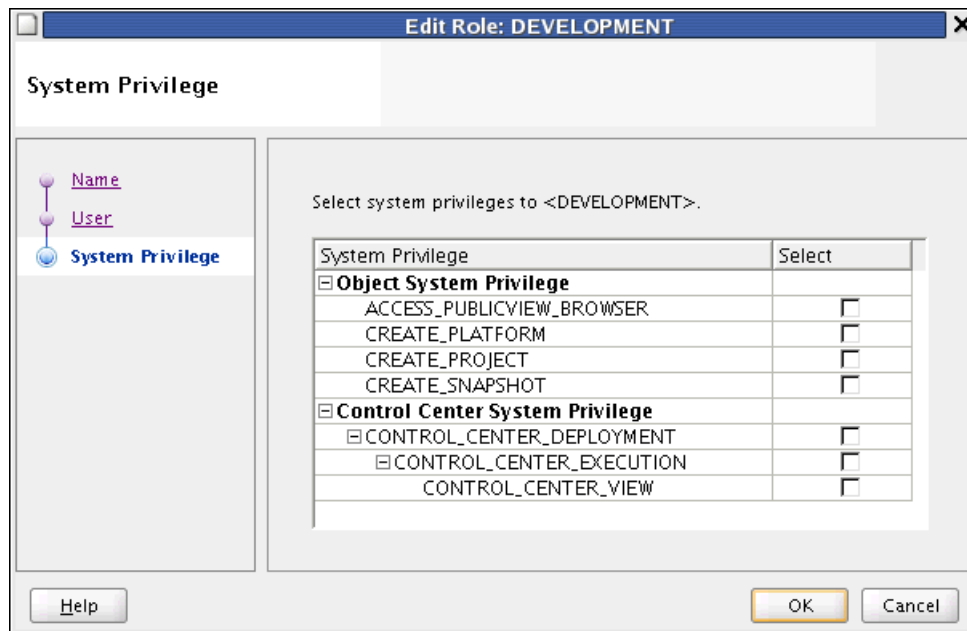 Edit Role: DEVELOPMENT
System Privilege
Name
User
System Privilege
Select system privileges to <DEVELOPMENT>.
System Privilege Select
Object System Privilege
ACCESS_PUBLICVIEW_BROWSER
CREATE_PLATFORM
CREATE_PROJECT
CREATE_SNAPSHOT
Control Center System Privilege
CONTROL_CENTER_DEPLOYMENT
CONTROL_CENTER_EXECUTION
CONTROL_CENTER_VIEW
Help OK Cancel